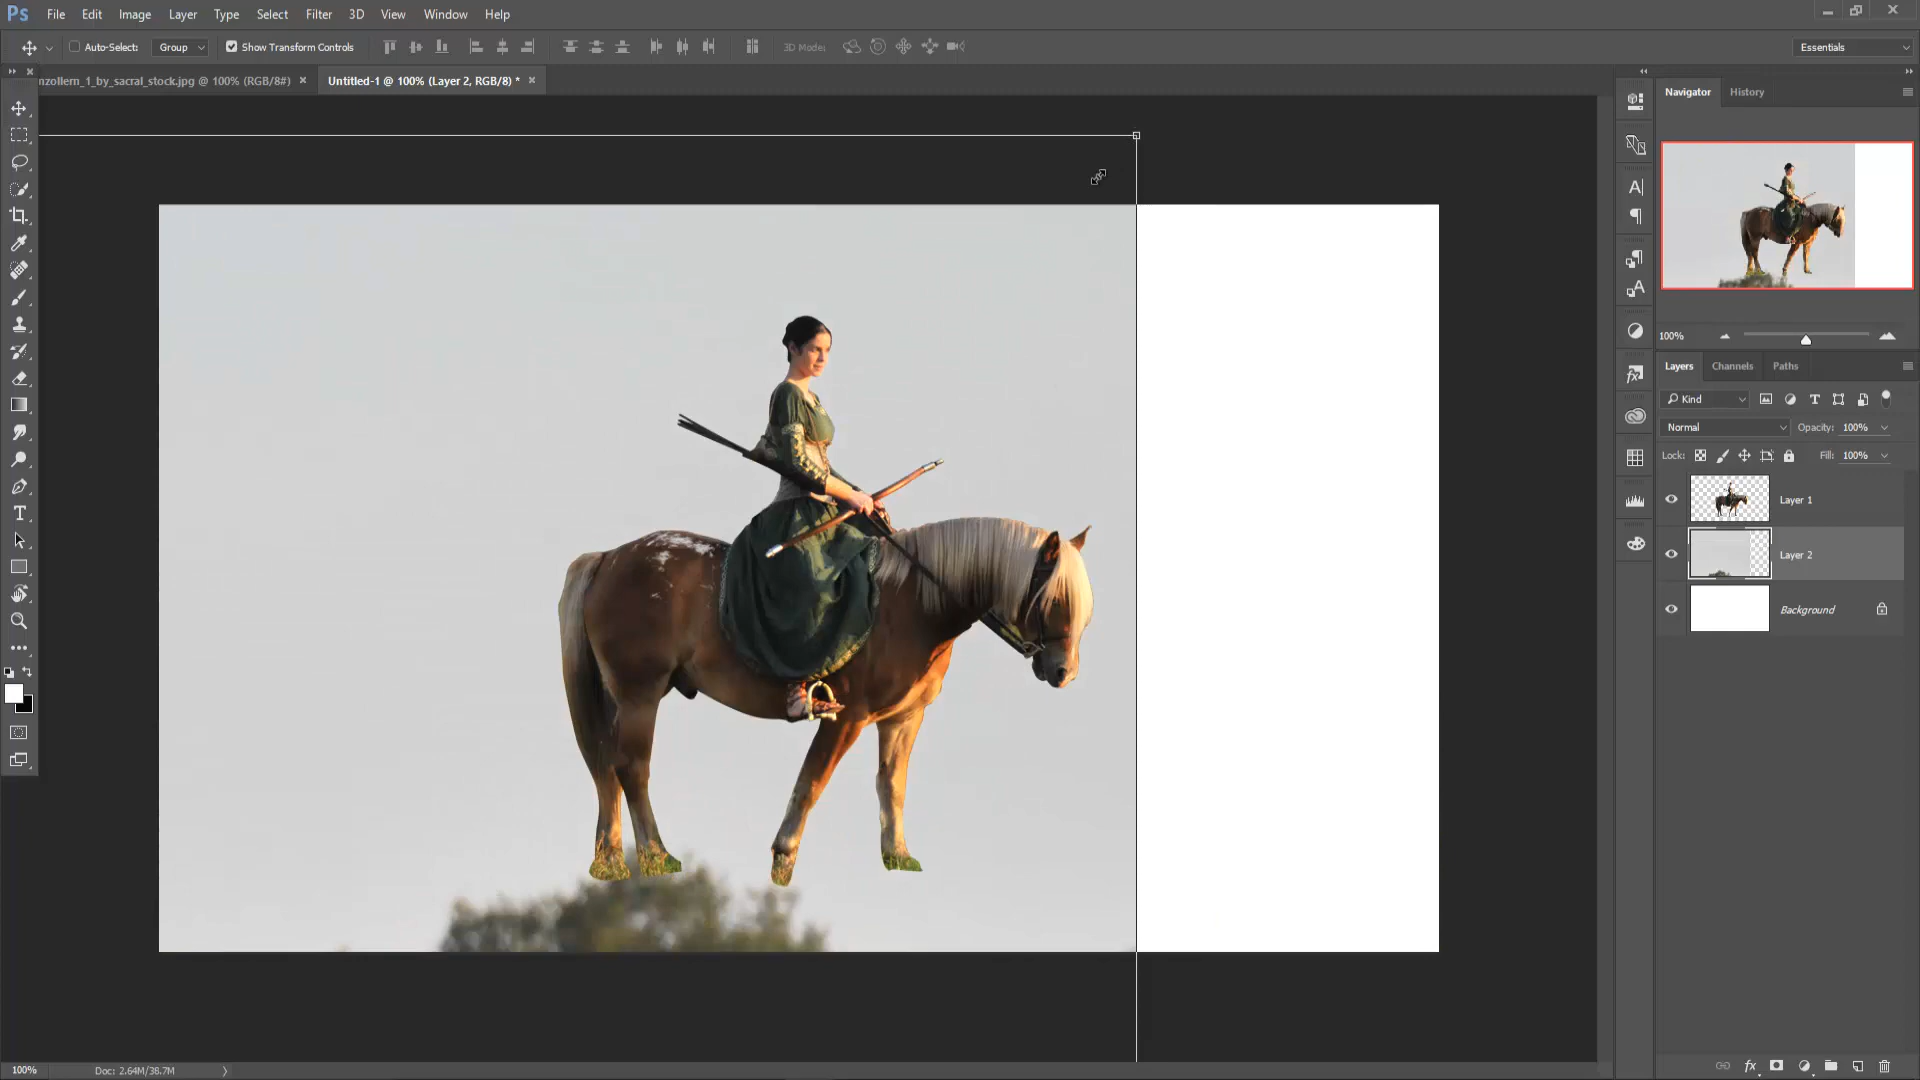 Ps File Edit Image Layer Type Select Filter 3D View Window Help
Auto-Select: Group Show Transform Controls 3D Mode: Essentials
nzollern_1_by_sacral_stock.jpg @ 100% (RGB/8#) × Untitled-1 @ 100% (Layer 2, RGB/8) * ×
Navigator History
100%
Layers Channels Paths
Kind
Normal Opacity: 100%
Lock: Fill: 100%
Layer 1
Layer 2
Background
100% Doc: 2.64M/38.7M